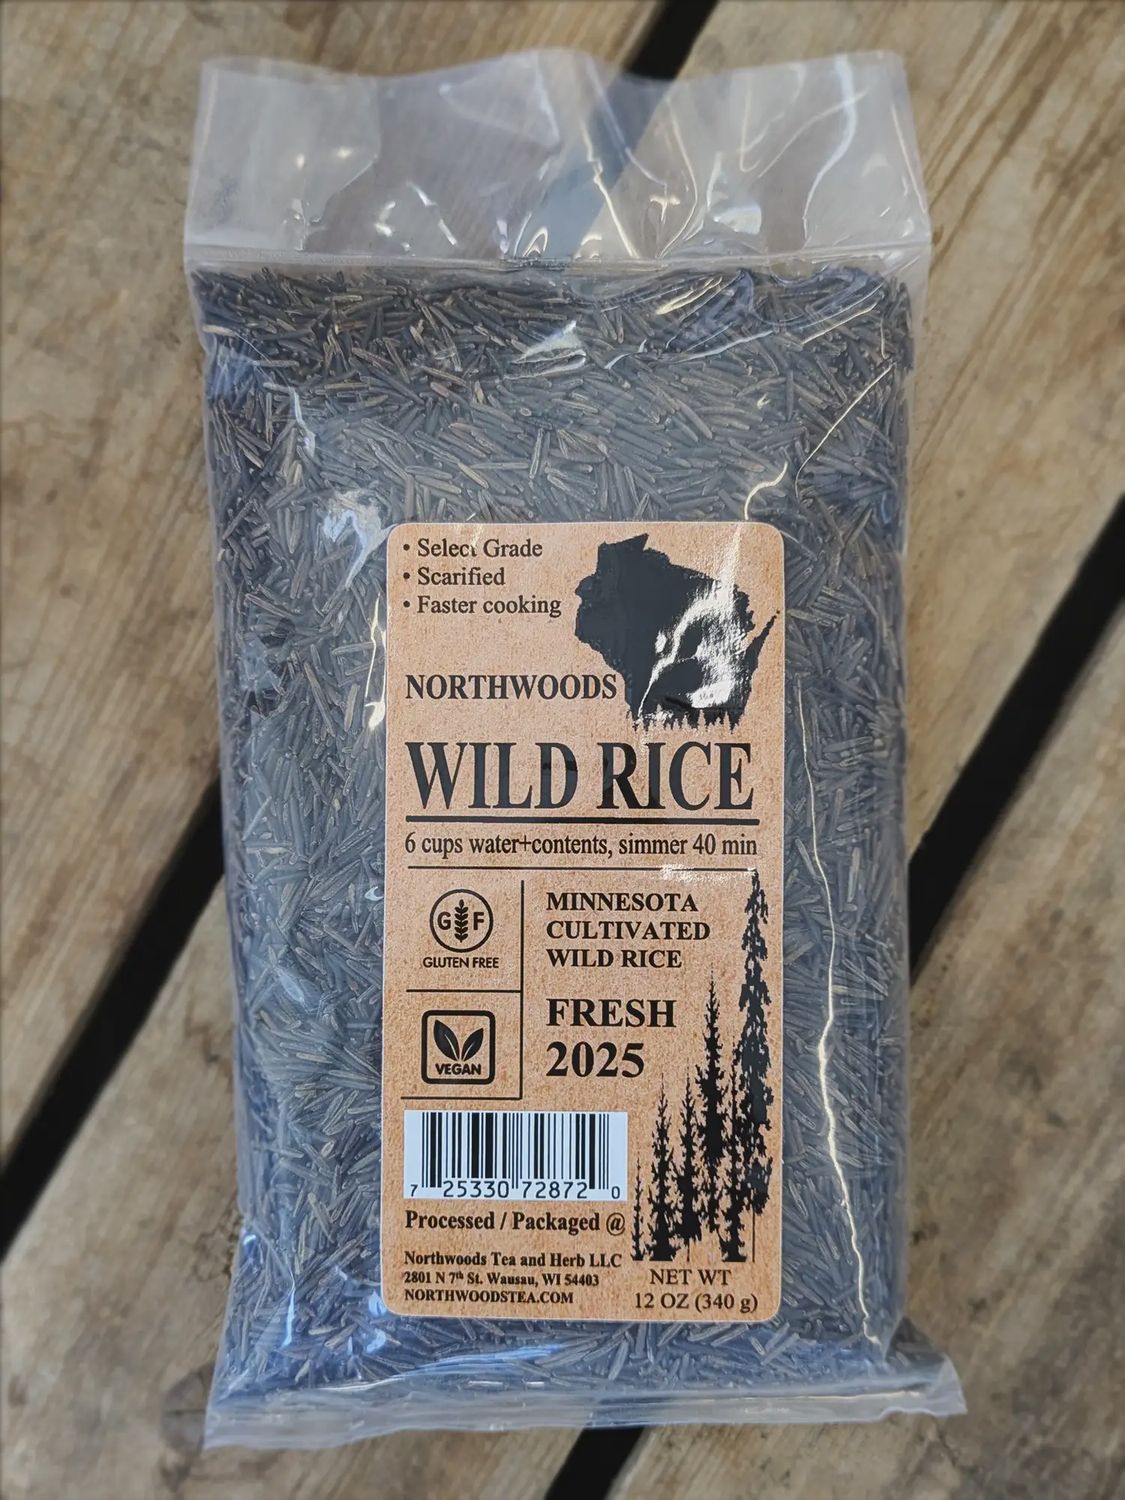 • Select Grade
• Scarified
• Faster cooking
NORTHWOODS
WILD RICE
6 cups water+contents, simmer 40 min
G F
GLUTEN FREE
MINNESOTA
CULTIVATED
WILD RICE
FRESH
2025
VEGAN
7 25330 72872 0
Processed / Packaged @
Northwoods Tea and Herb LLC
2801 N 7th St. Wausau, WI 54403
NORTHWOODSTEA.COM
NET WT
12 OZ (340 g)